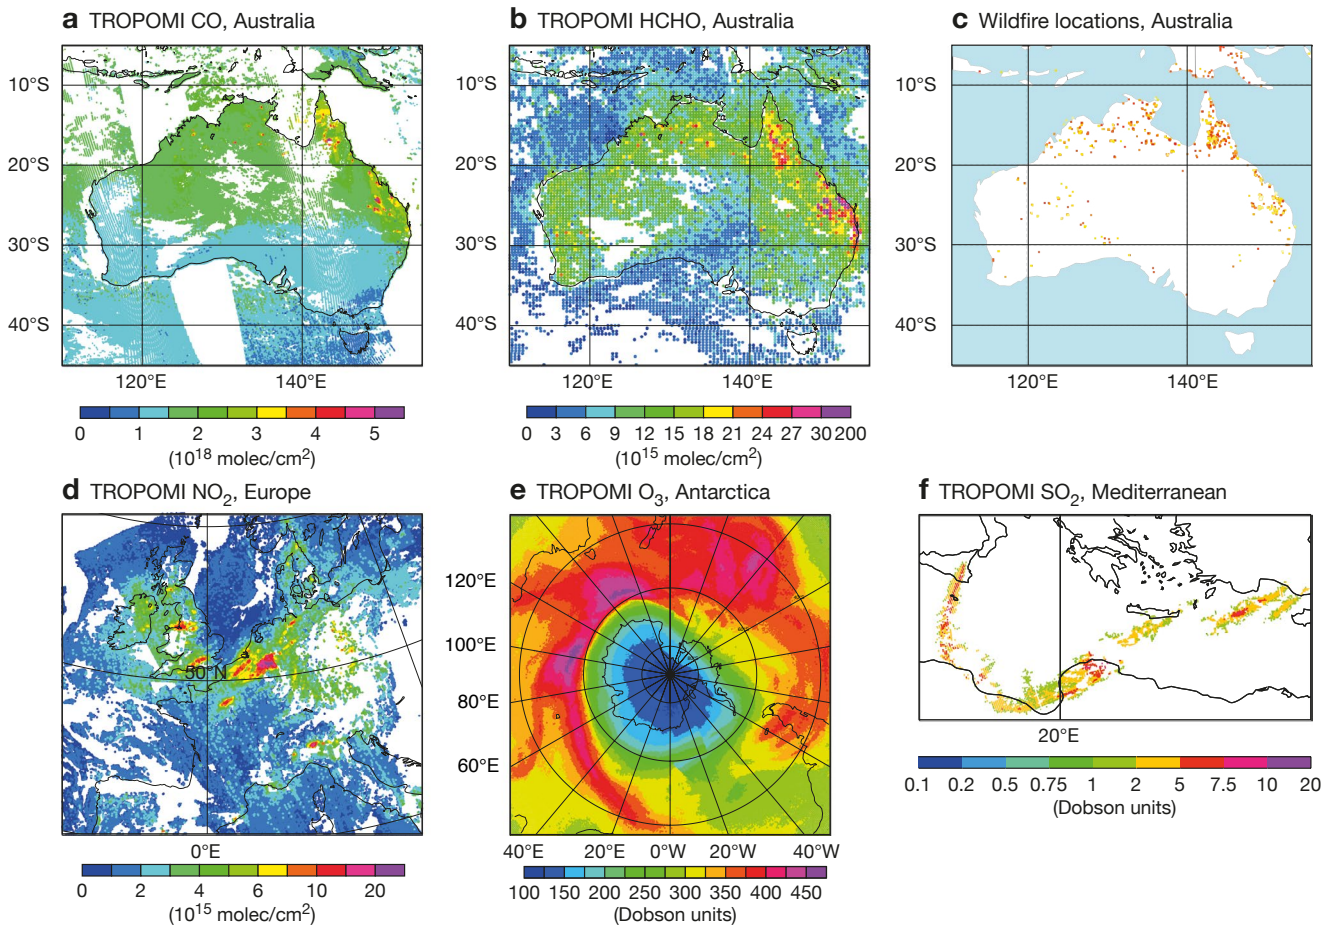 a TROPOMI CO, Australia
10°S
20°S
30°S
40°S
120°E 140°E
0 1 2 3 4 5
(10¹⁸ molec/cm²)
b TROPOMI HCHO, Australia
10°S
20°S
30°S
40°S
120°E 140°E
0 3 6 9 12 15 18 21 24 27 30 200
(10¹⁵ molec/cm²)
c Wildfire locations, Australia
10°S
20°S
30°S
40°S
120°E 140°E
d TROPOMI NO₂, Europe
50°N
0°E
0 2 4 6 10 20
(10¹⁵ molec/cm²)
e TROPOMI O₃, Antarctica
120°E
100°E
80°E
60°E
40°E 20°E 0°W 20°W 40°W
100 150 200 250 300 350 400 450
(Dobson units)
f TROPOMI SO₂, Mediterranean
20°E
0.1 0.2 0.5 0.75 1 2 5 7.5 10 20
(Dobson units)